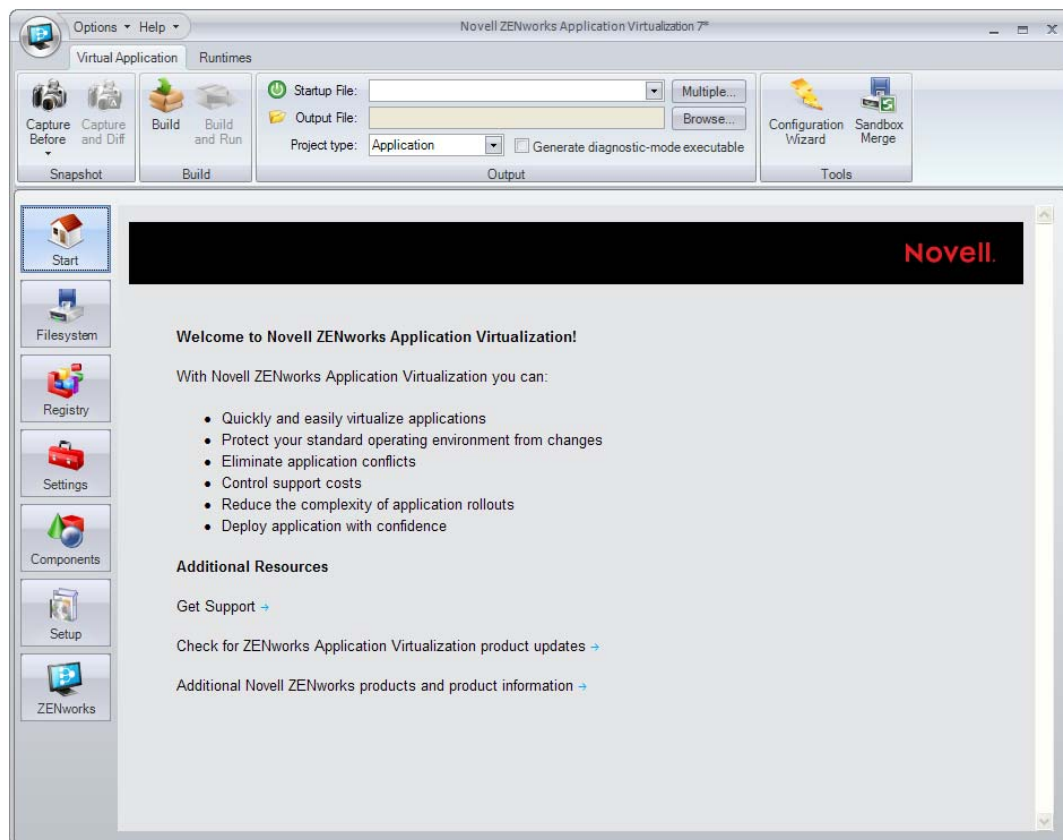 Options Help
Novell ZENworks Application Virtualization 7*
Virtual Application Runtimes
Capture Before
Capture and Diff
Snapshot
Build
Build and Run
Build
Startup File:
Multiple...
Output File:
Browse...
Project type: Application
Generate diagnostic-mode executable
Output
Configuration Wizard
Sandbox Merge
Tools
Start
Filesystem
Registry
Settings
Components
Setup
ZENworks
Novell.
Welcome to Novell ZENworks Application Virtualization!
With Novell ZENworks Application Virtualization you can:
• Quickly and easily virtualize applications
• Protect your standard operating environment from changes
• Eliminate application conflicts
• Control support costs
• Reduce the complexity of application rollouts
• Deploy application with confidence
Additional Resources
Get Support →
Check for ZENworks Application Virtualization product updates →
Additional Novell ZENworks products and product information →